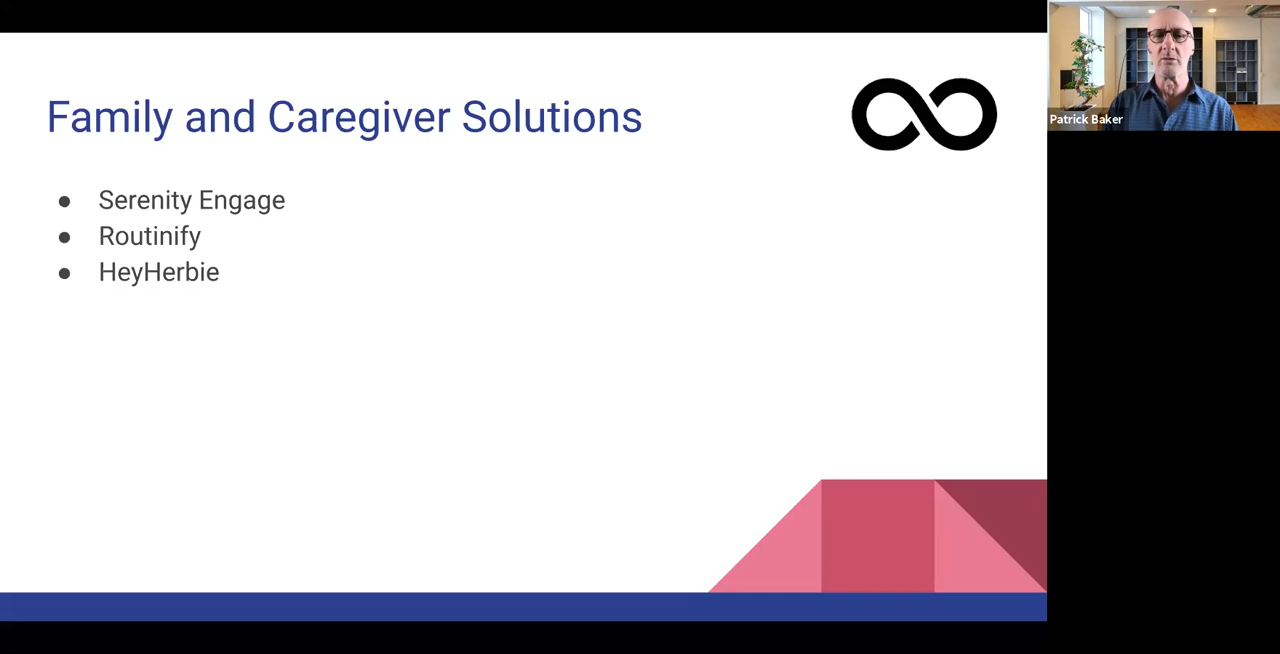 Family and Caregiver Solutions
● Serenity Engage
● Routinify
● HeyHerbie
Patrick Baker